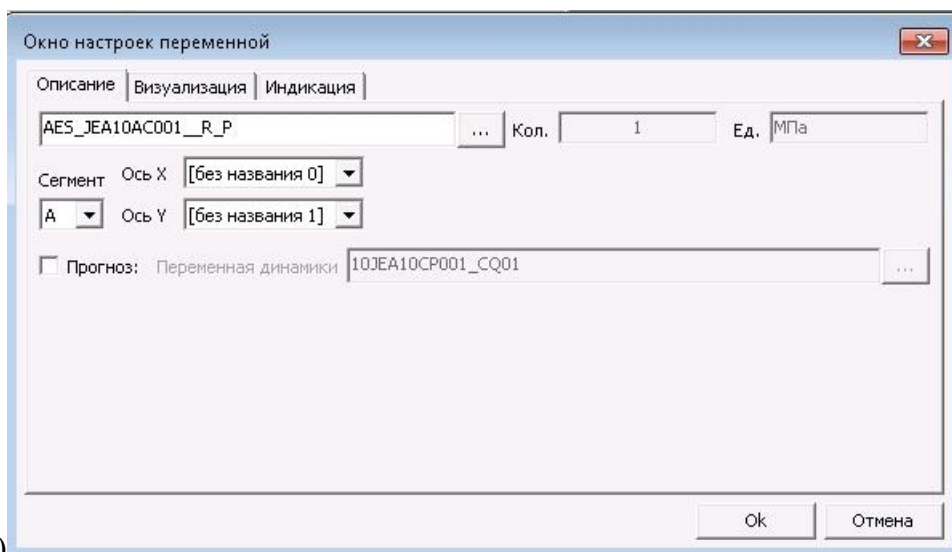 Окно настроек переменной
Описание Визуализация Индикация
AES_JEA10AC001__R_P ... Кол. 1 Ед. МПа
Сегмент Ось X [без названия 0]
A Ось Y [без названия 1]
Прогноз: Переменная динамики 10JEA10CP001_CQ01 ...
Ok Отмена
)